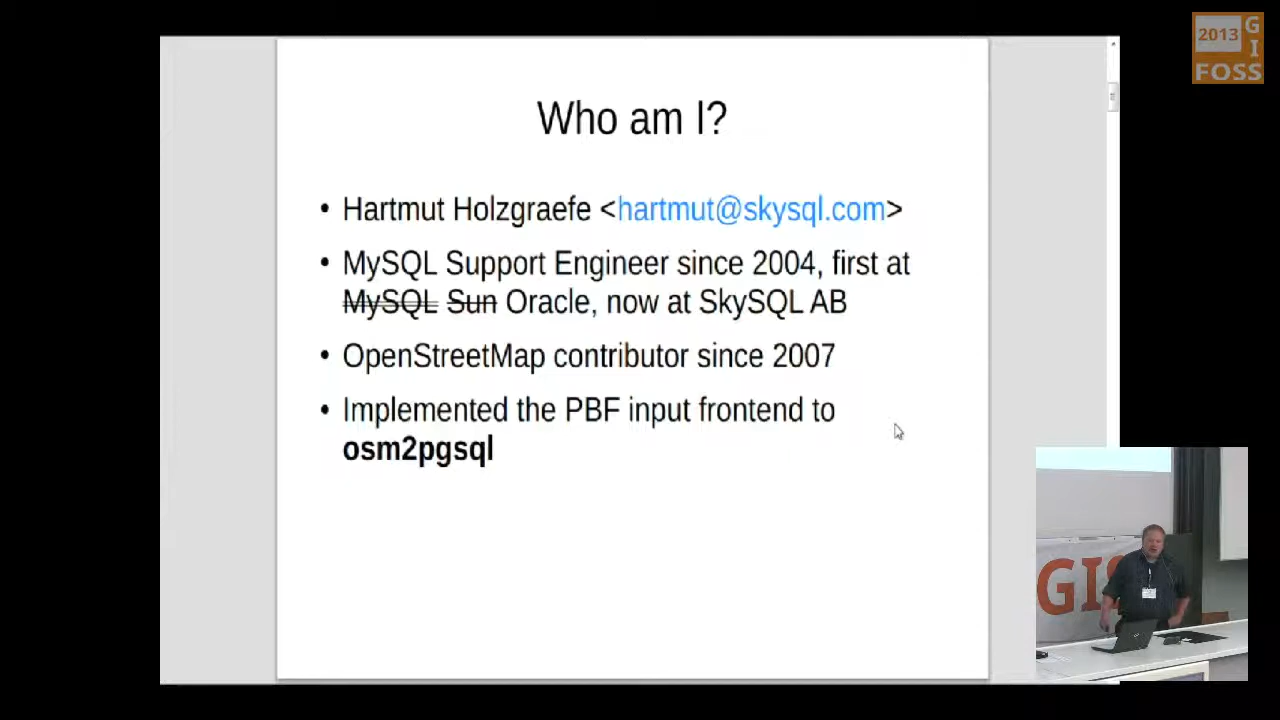 2013
G
I
FOSS
Who am I?
• Hartmut Holzgraefe <hartmut@skysql.com>
• MySQL Support Engineer since 2004, first at
MySQL Sun Oracle, now at SkySQL AB
• OpenStreetMap contributor since 2007
• Implemented the PBF input frontend to
osm2pgsql
GIS